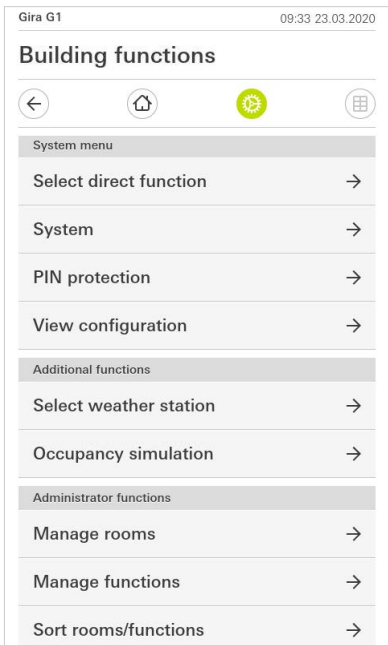 Gira G1
09:33 23.03.2020
Building functions
System menu
Select direct function
System
PIN protection
View configuration
Additional functions
Select weather station
Occupancy simulation
Administrator functions
Manage rooms
Manage functions
Sort rooms/functions